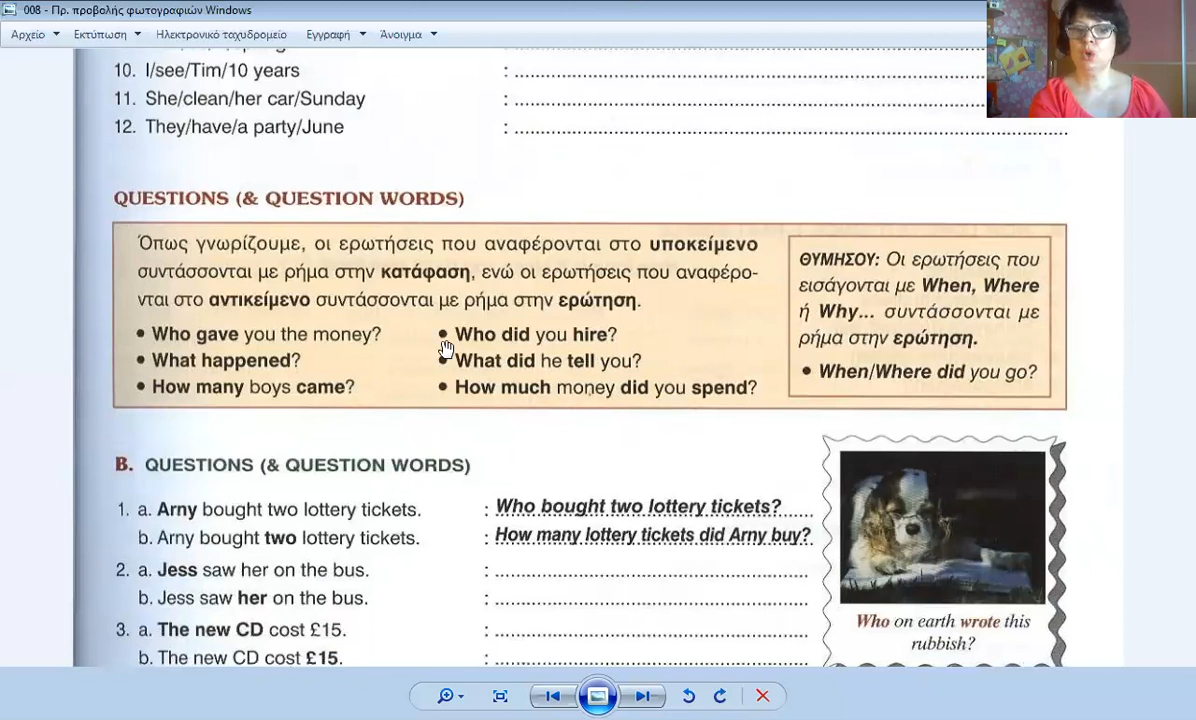 008 - Πρ. προβολής φωτογραφιών Windows
Αρχείο Εκτύπωση Ηλεκτρονικό ταχυδρομείο Εγγραφή Άνοιγμα
10. I/see/Tim/10 years : ........................
11. She/clean/her car/Sunday : ........................
12. They/have/a party/June : ........................
QUESTIONS (& QUESTION WORDS)
Όπως γνωρίζουμε, οι ερωτήσεις που αναφέρονται στο υποκείμενο
συντάσσονται με ρήμα στην κατάφαση, ενώ οι ερωτήσεις που αναφέρο-
νται στο αντικείμενο συντάσσονται με ρήμα στην ερώτηση.
• Who gave you the money? • Who did you hire?
• What happened? • What did he tell you?
• How many boys came? • How much money did you spend?
ΘΥΜΗΣΟΥ: Οι ερωτήσεις που
εισάγονται με When, Where
ή Why... συντάσσονται με
ρήμα στην ερώτηση.
• When/Where did you go?
B. QUESTIONS (& QUESTION WORDS)
1. a. Arny bought two lottery tickets. : Who bought two lottery tickets?
b. Arny bought two lottery tickets. : How many lottery tickets did Arny buy?
2. a. Jess saw her on the bus. : ........................
b. Jess saw her on the bus. : ........................
3. a. The new CD cost £15. : ........................
b. The new CD cost £15. : ........................
Who on earth wrote this
rubbish?